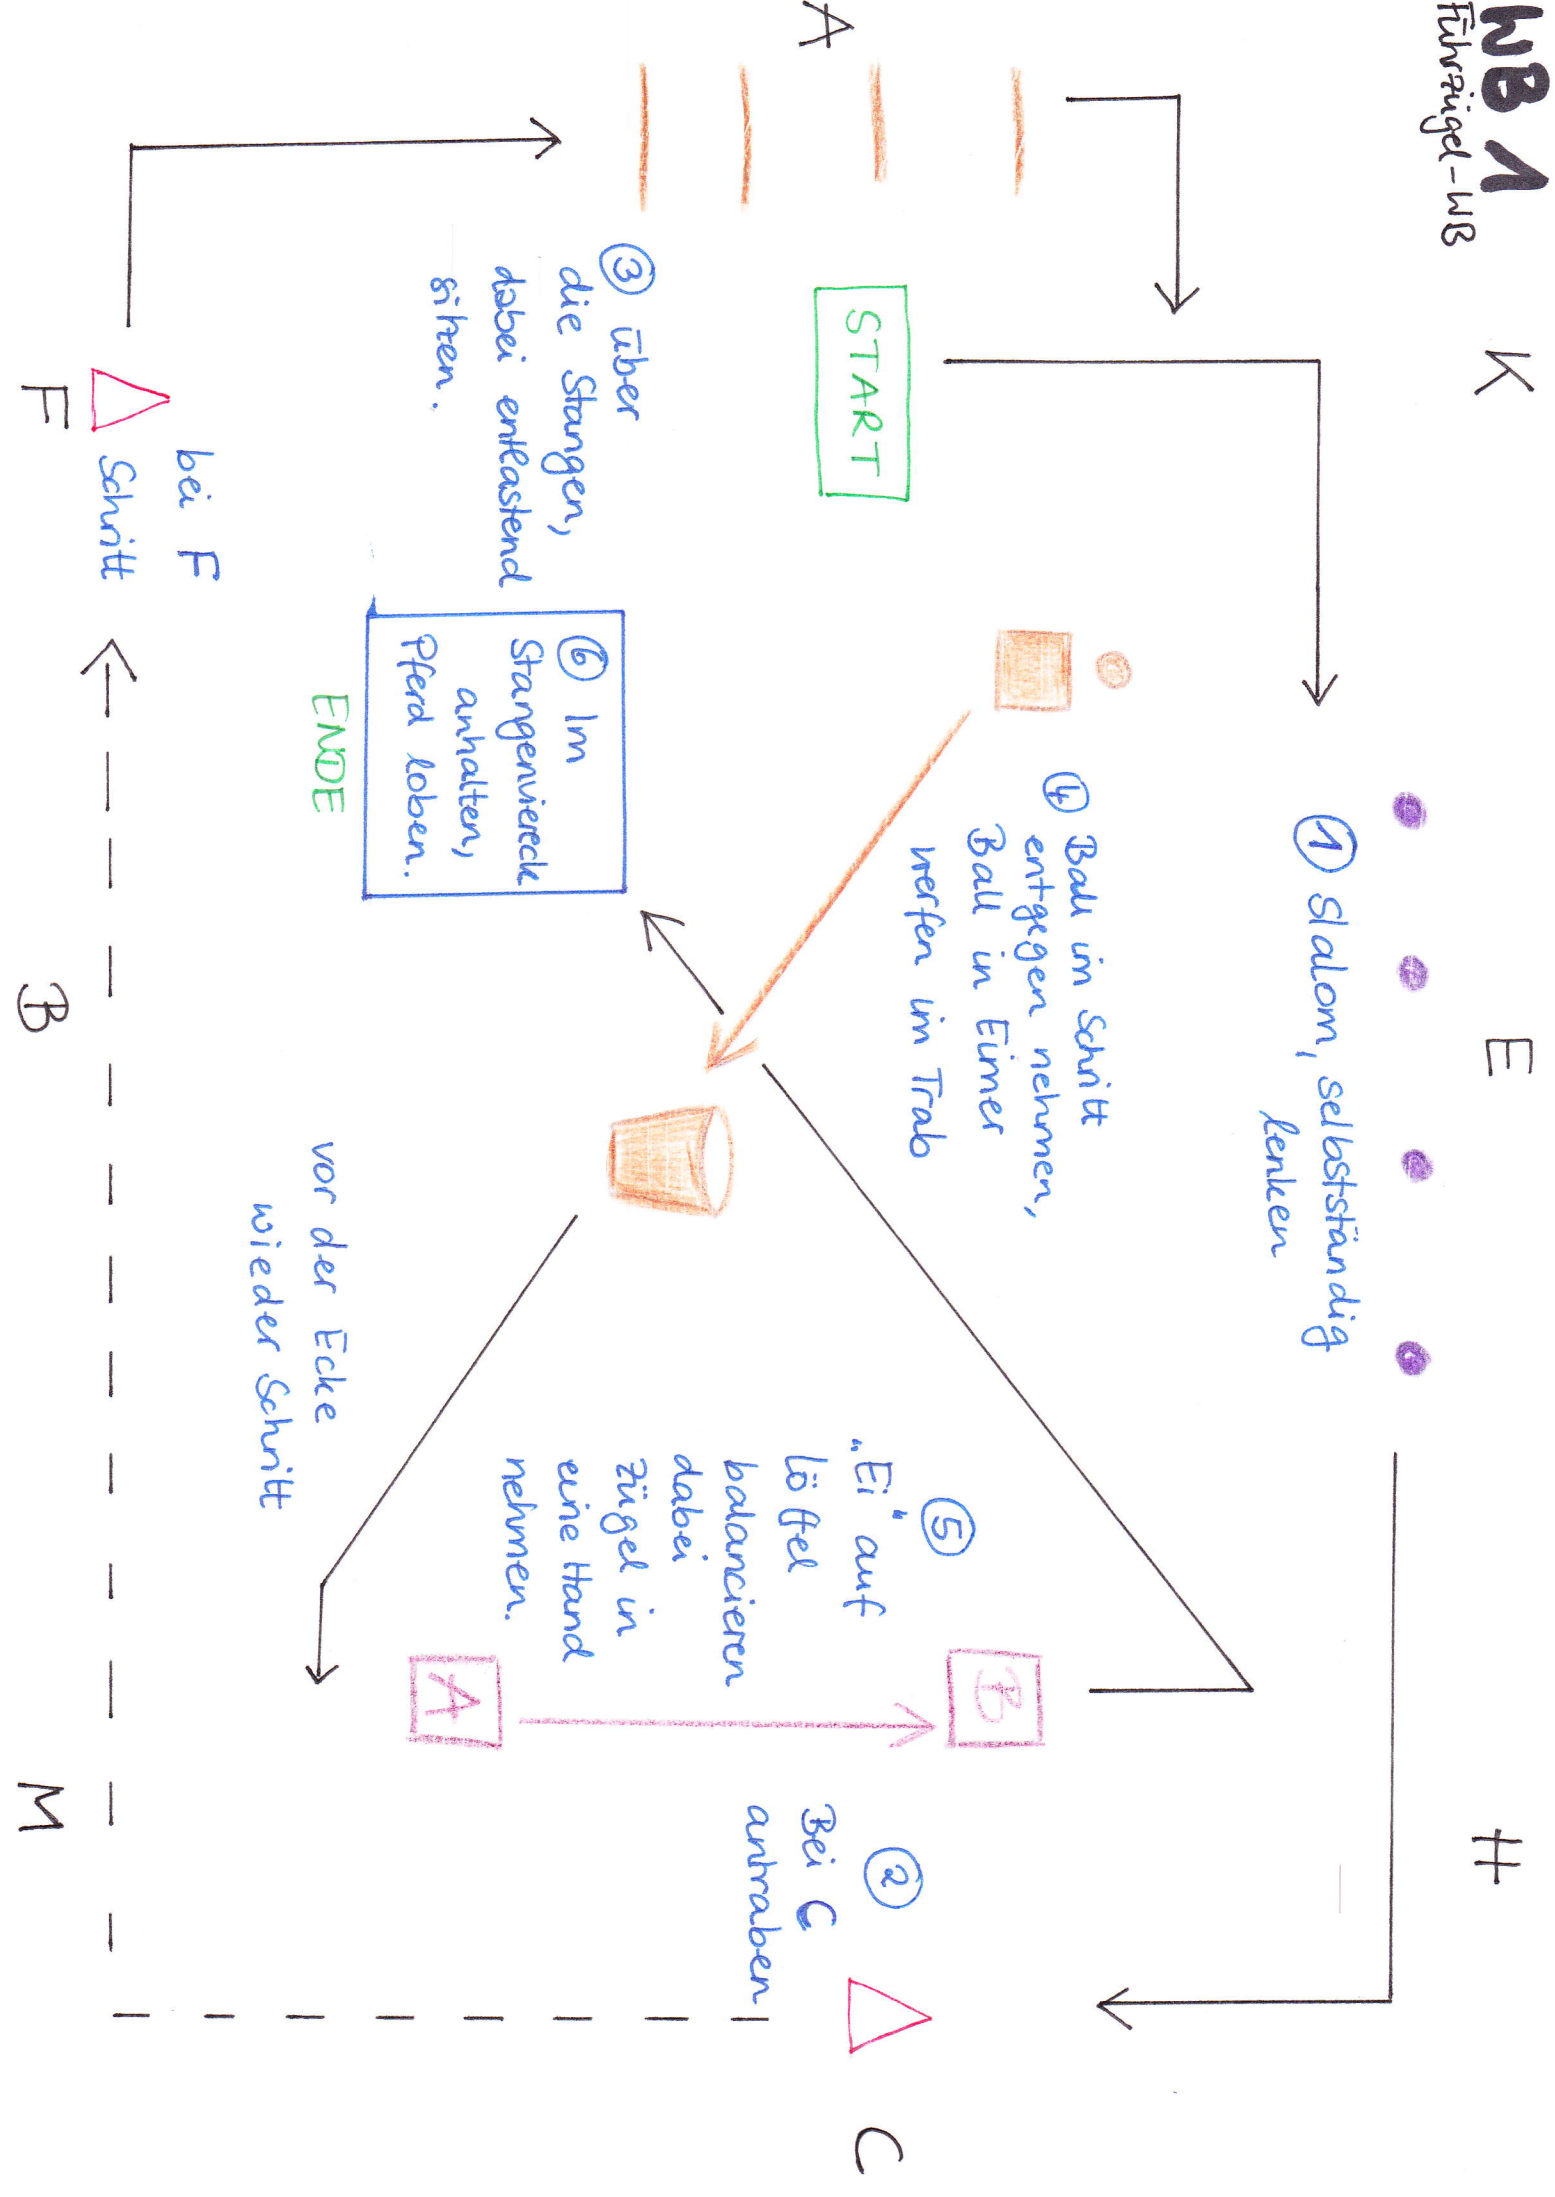 WB 1
Führzügel-WB
K
E
H
A
START
① Slalom, selbstständig
lenken
④ Ball im Schritt
entgegen nehmen,
Ball in Eimer
werfen im Trab
③ über
die Stangen,
dabei entlastend
sitzen.
⑥ Im
Stangenviereck
anhalten,
Pferd loben.
ENDE
⑤
„Ei" auf
Löffel
balancieren
dabei
Zügel in
eine Hand
nehmen.
B
A
②
Bei C
antraben
C
vor der Ecke
wieder Schritt
bei F
Schritt
F
B
M